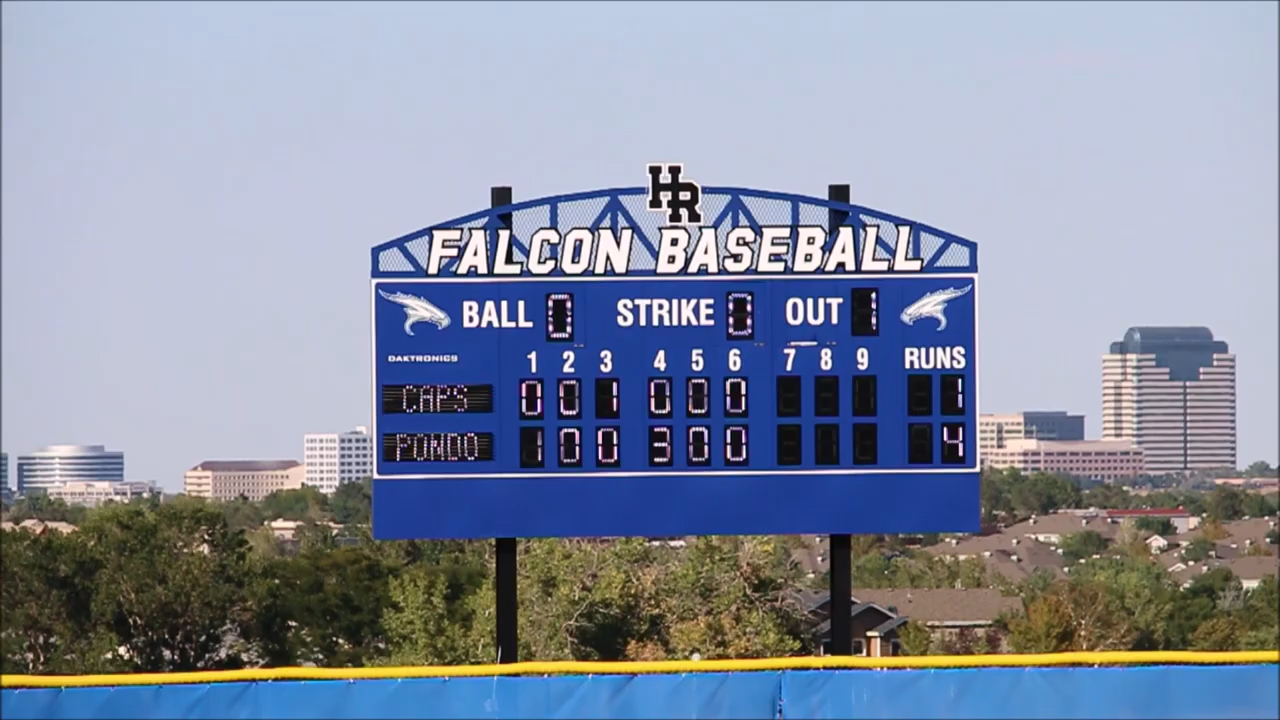 HR
FALCON BASEBALL
BALL 0 STRIKE 0 OUT 1
DAKTRONICS 1 2 3 4 5 6 7 8 9 RUNS
CAPS 0 0 1 0 0 0 1
PONDO 1 0 0 3 0 0 4